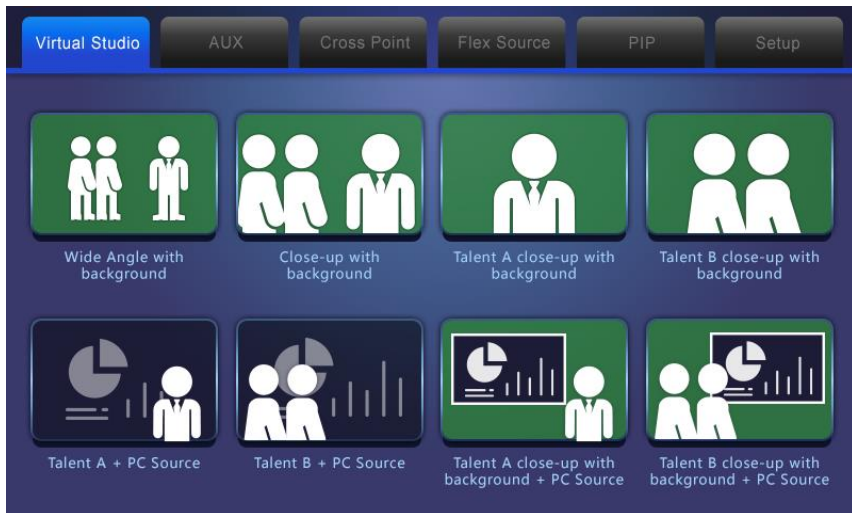 Virtual Studio
AUX
Cross Point
Flex Source
PIP
Setup
Wide Angle with
background
Close-up with
background
Talent A close-up with
background
Talent B close-up with
background
Talent A + PC Source
Talent B + PC Source
Talent A close-up with
background + PC Source
Talent B close-up with
background + PC Source